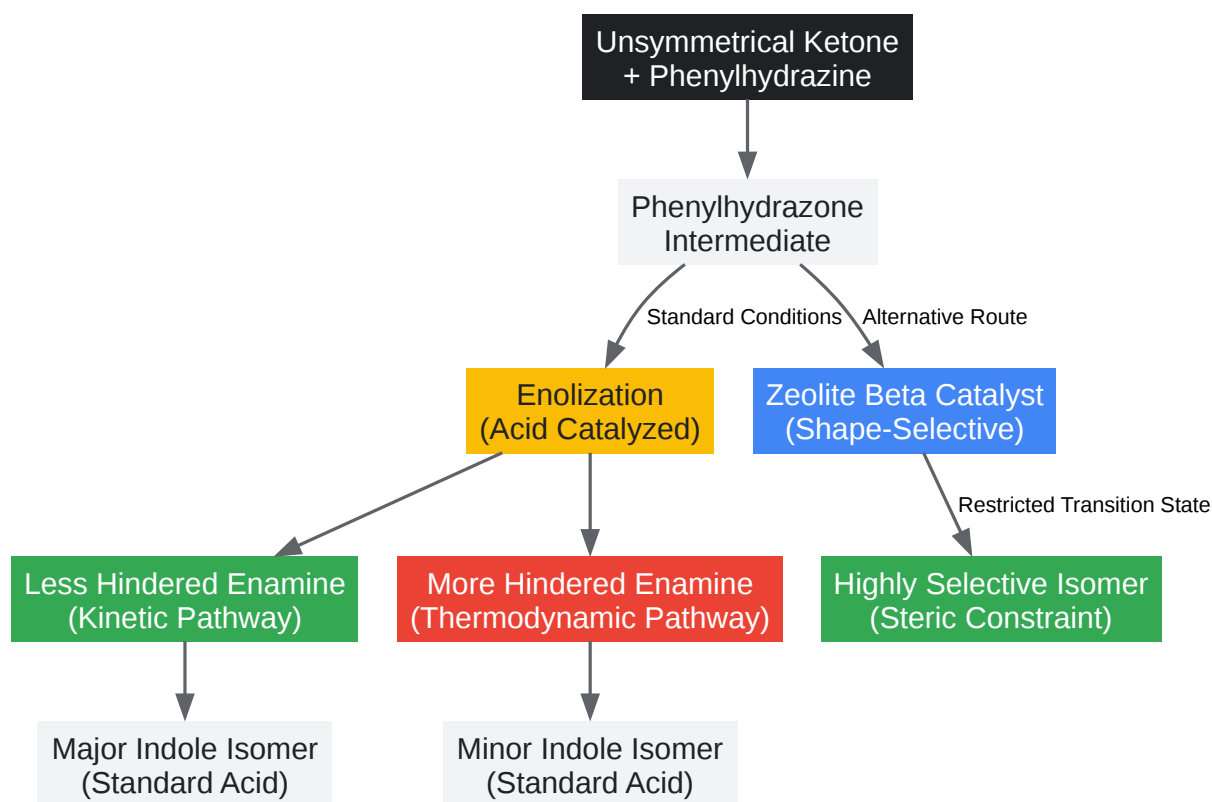 Unsymmetrical Ketone
+ Phenylhydrazine
Phenylhydrazone
Intermediate
Standard Conditions
Alternative Route
Enolization
(Acid Catalyzed)
Zeolite Beta Catalyst
(Shape-Selective)
Restricted Transition State
Less Hindered Enamine
(Kinetic Pathway)
More Hindered Enamine
(Thermodynamic Pathway)
Highly Selective Isomer
(Steric Constraint)
Major Indole Isomer
(Standard Acid)
Minor Indole Isomer
(Standard Acid)